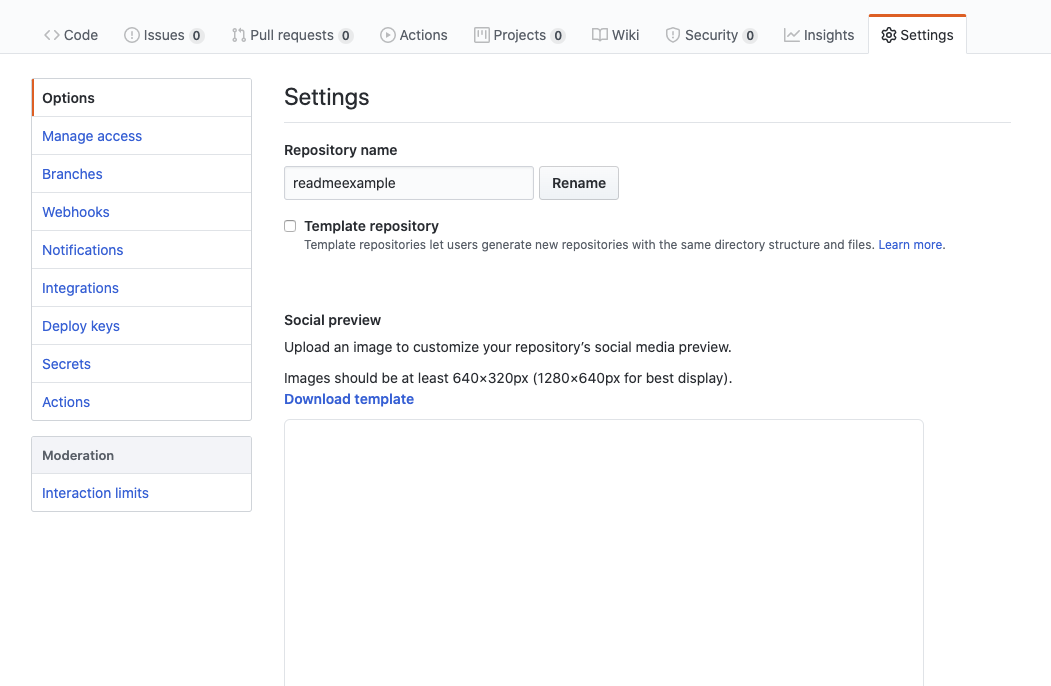 Code Issues 0 Pull requests 0 Actions Projects 0 Wiki Security 0 Insights Settings
Options
Manage access
Branches
Webhooks
Notifications
Integrations
Deploy keys
Secrets
Actions
Moderation
Interaction limits
Settings
Repository name
readmeexample Rename
Template repository
Template repositories let users generate new repositories with the same directory structure and files. Learn more.
Social preview
Upload an image to customize your repository’s social media preview.
Images should be at least 640×320px (1280×640px for best display).
Download template